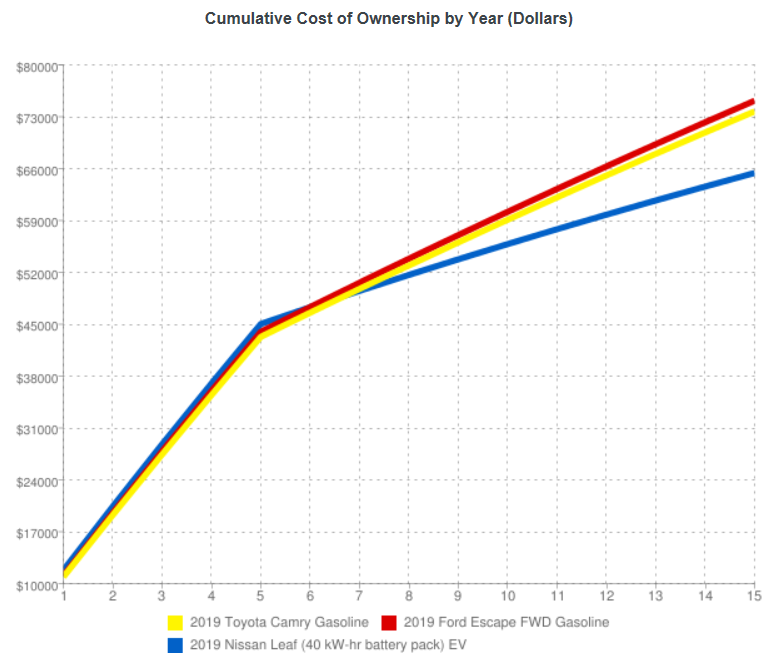 Cumulative Cost of Ownership by Year (Dollars)
$80000
$73000
$66000
$59000
$52000
$45000
$38000
$31000
$24000
$17000
$10000
1 2 3 4 5 6 7 8 9 10 11 12 13 14 15
2019 Toyota Camry Gasoline 2019 Ford Escape FWD Gasoline
2019 Nissan Leaf (40 kW-hr battery pack) EV